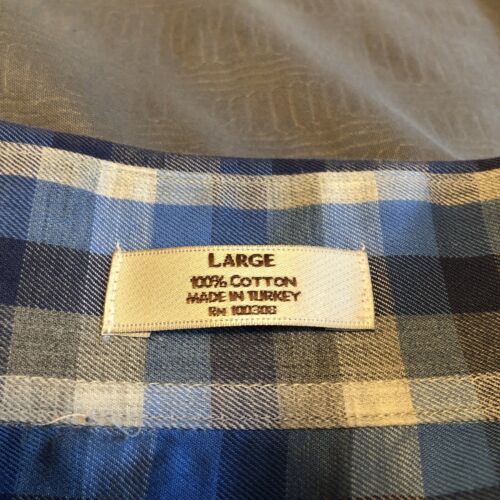 LARGE
100% COTTON
MADE IN TURKEY
RN 100308